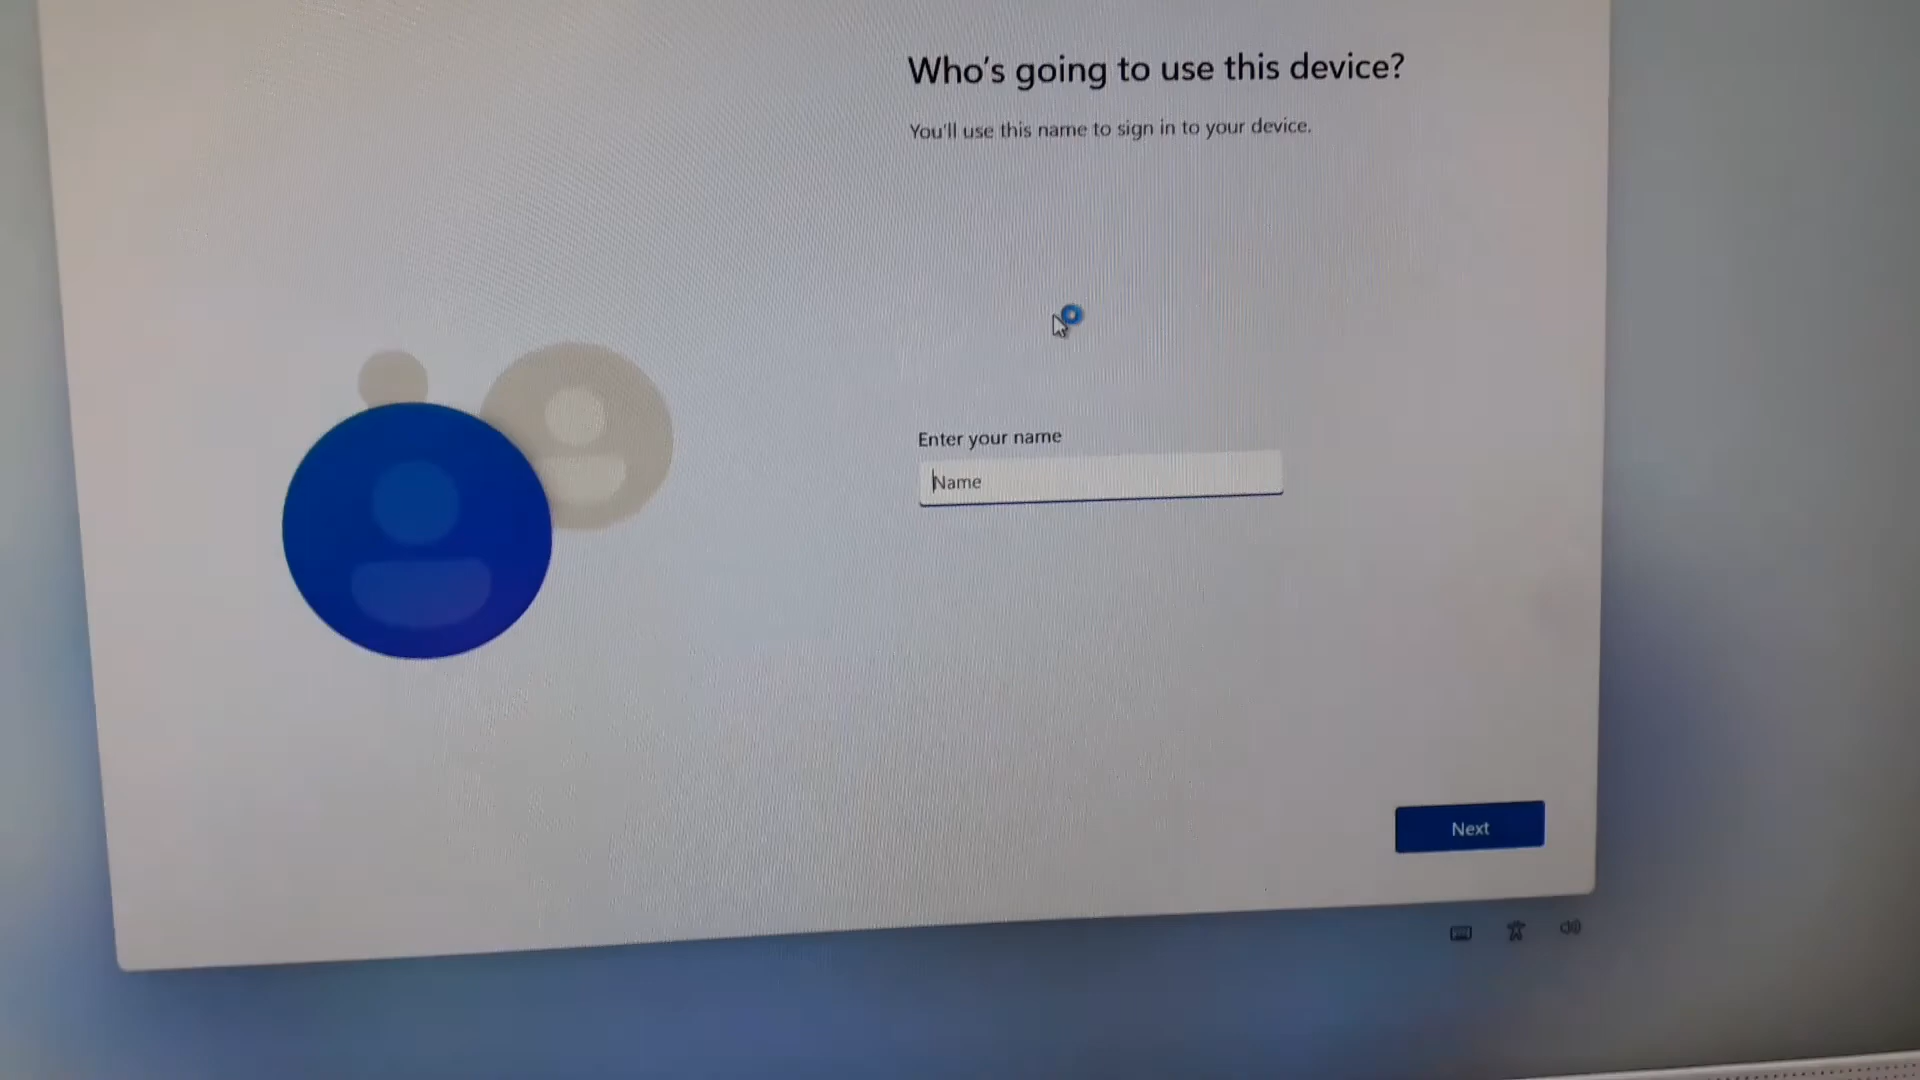 Who's going to use this device?
You'll use this name to sign in to your device.
Enter your name
Name
Next